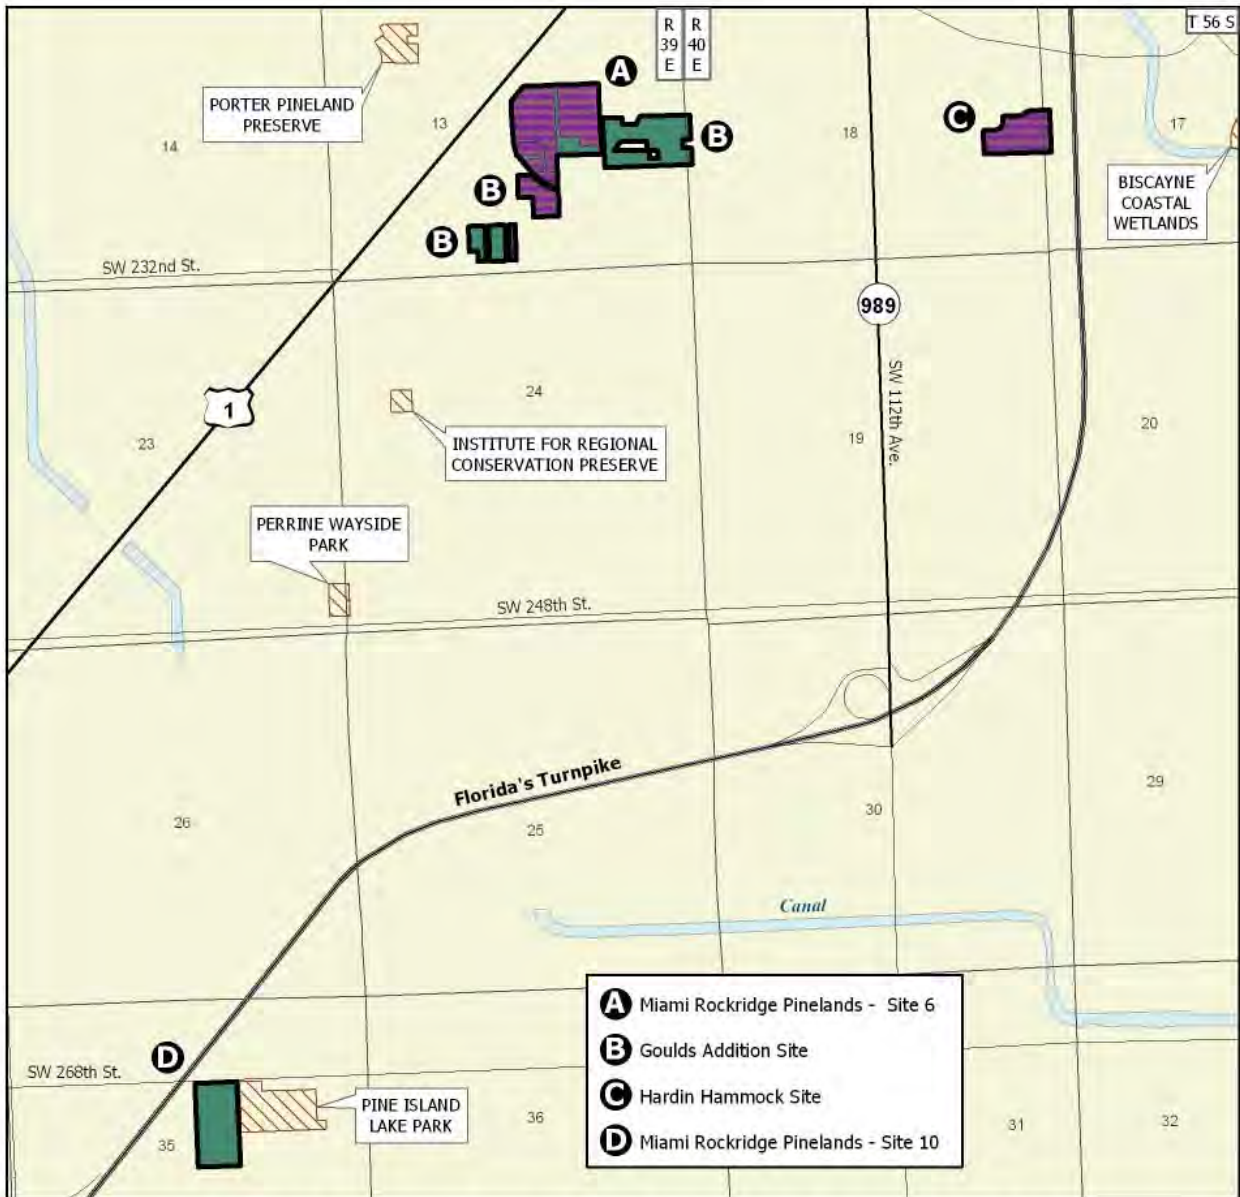 T 56 S
R
39
E
R
40
E
A
PORTER PINELAND
PRESERVE
13
14
B
18
C
17
BISCAYNE
COASTAL
WETLANDS
B
B
SW 232nd St.
989
SW 112th Ave.
24
1
23
19
20
INSTITUTE FOR REGIONAL
CONSERVATION PRESERVE
PERRINE WAYSIDE
PARK
SW 248th St.
Florida's Turnpike
26
25
30
29
Canal
D
SW 268th St.
PINE ISLAND
LAKE PARK
35
36
31
32
A Miami Rockridge Pinelands - Site 6
B Goulds Addition Site
C Hardin Hammock Site
D Miami Rockridge Pinelands - Site 10